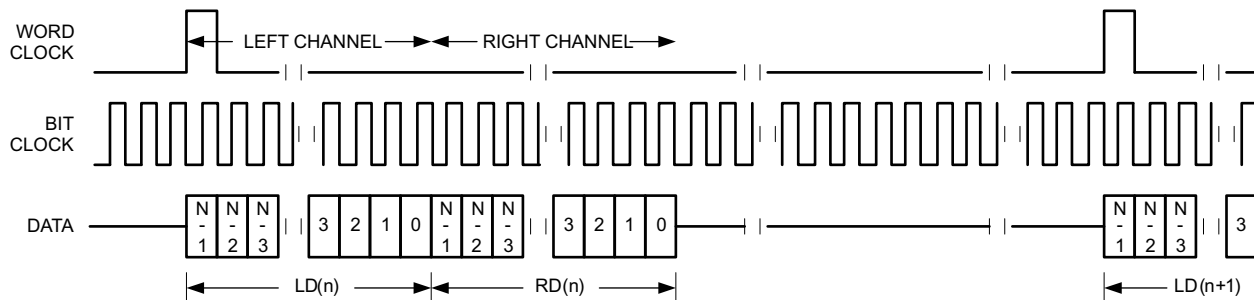 WORD
CLOCK
LEFT CHANNEL
RIGHT CHANNEL
BIT
CLOCK
DATA
N-1 N-2 N-3 3 2 1 0 N-1 N-2 N-3 3 2 1 0 N-1 N-2 N-3 3
LD(n)
RD(n)
LD(n+1)